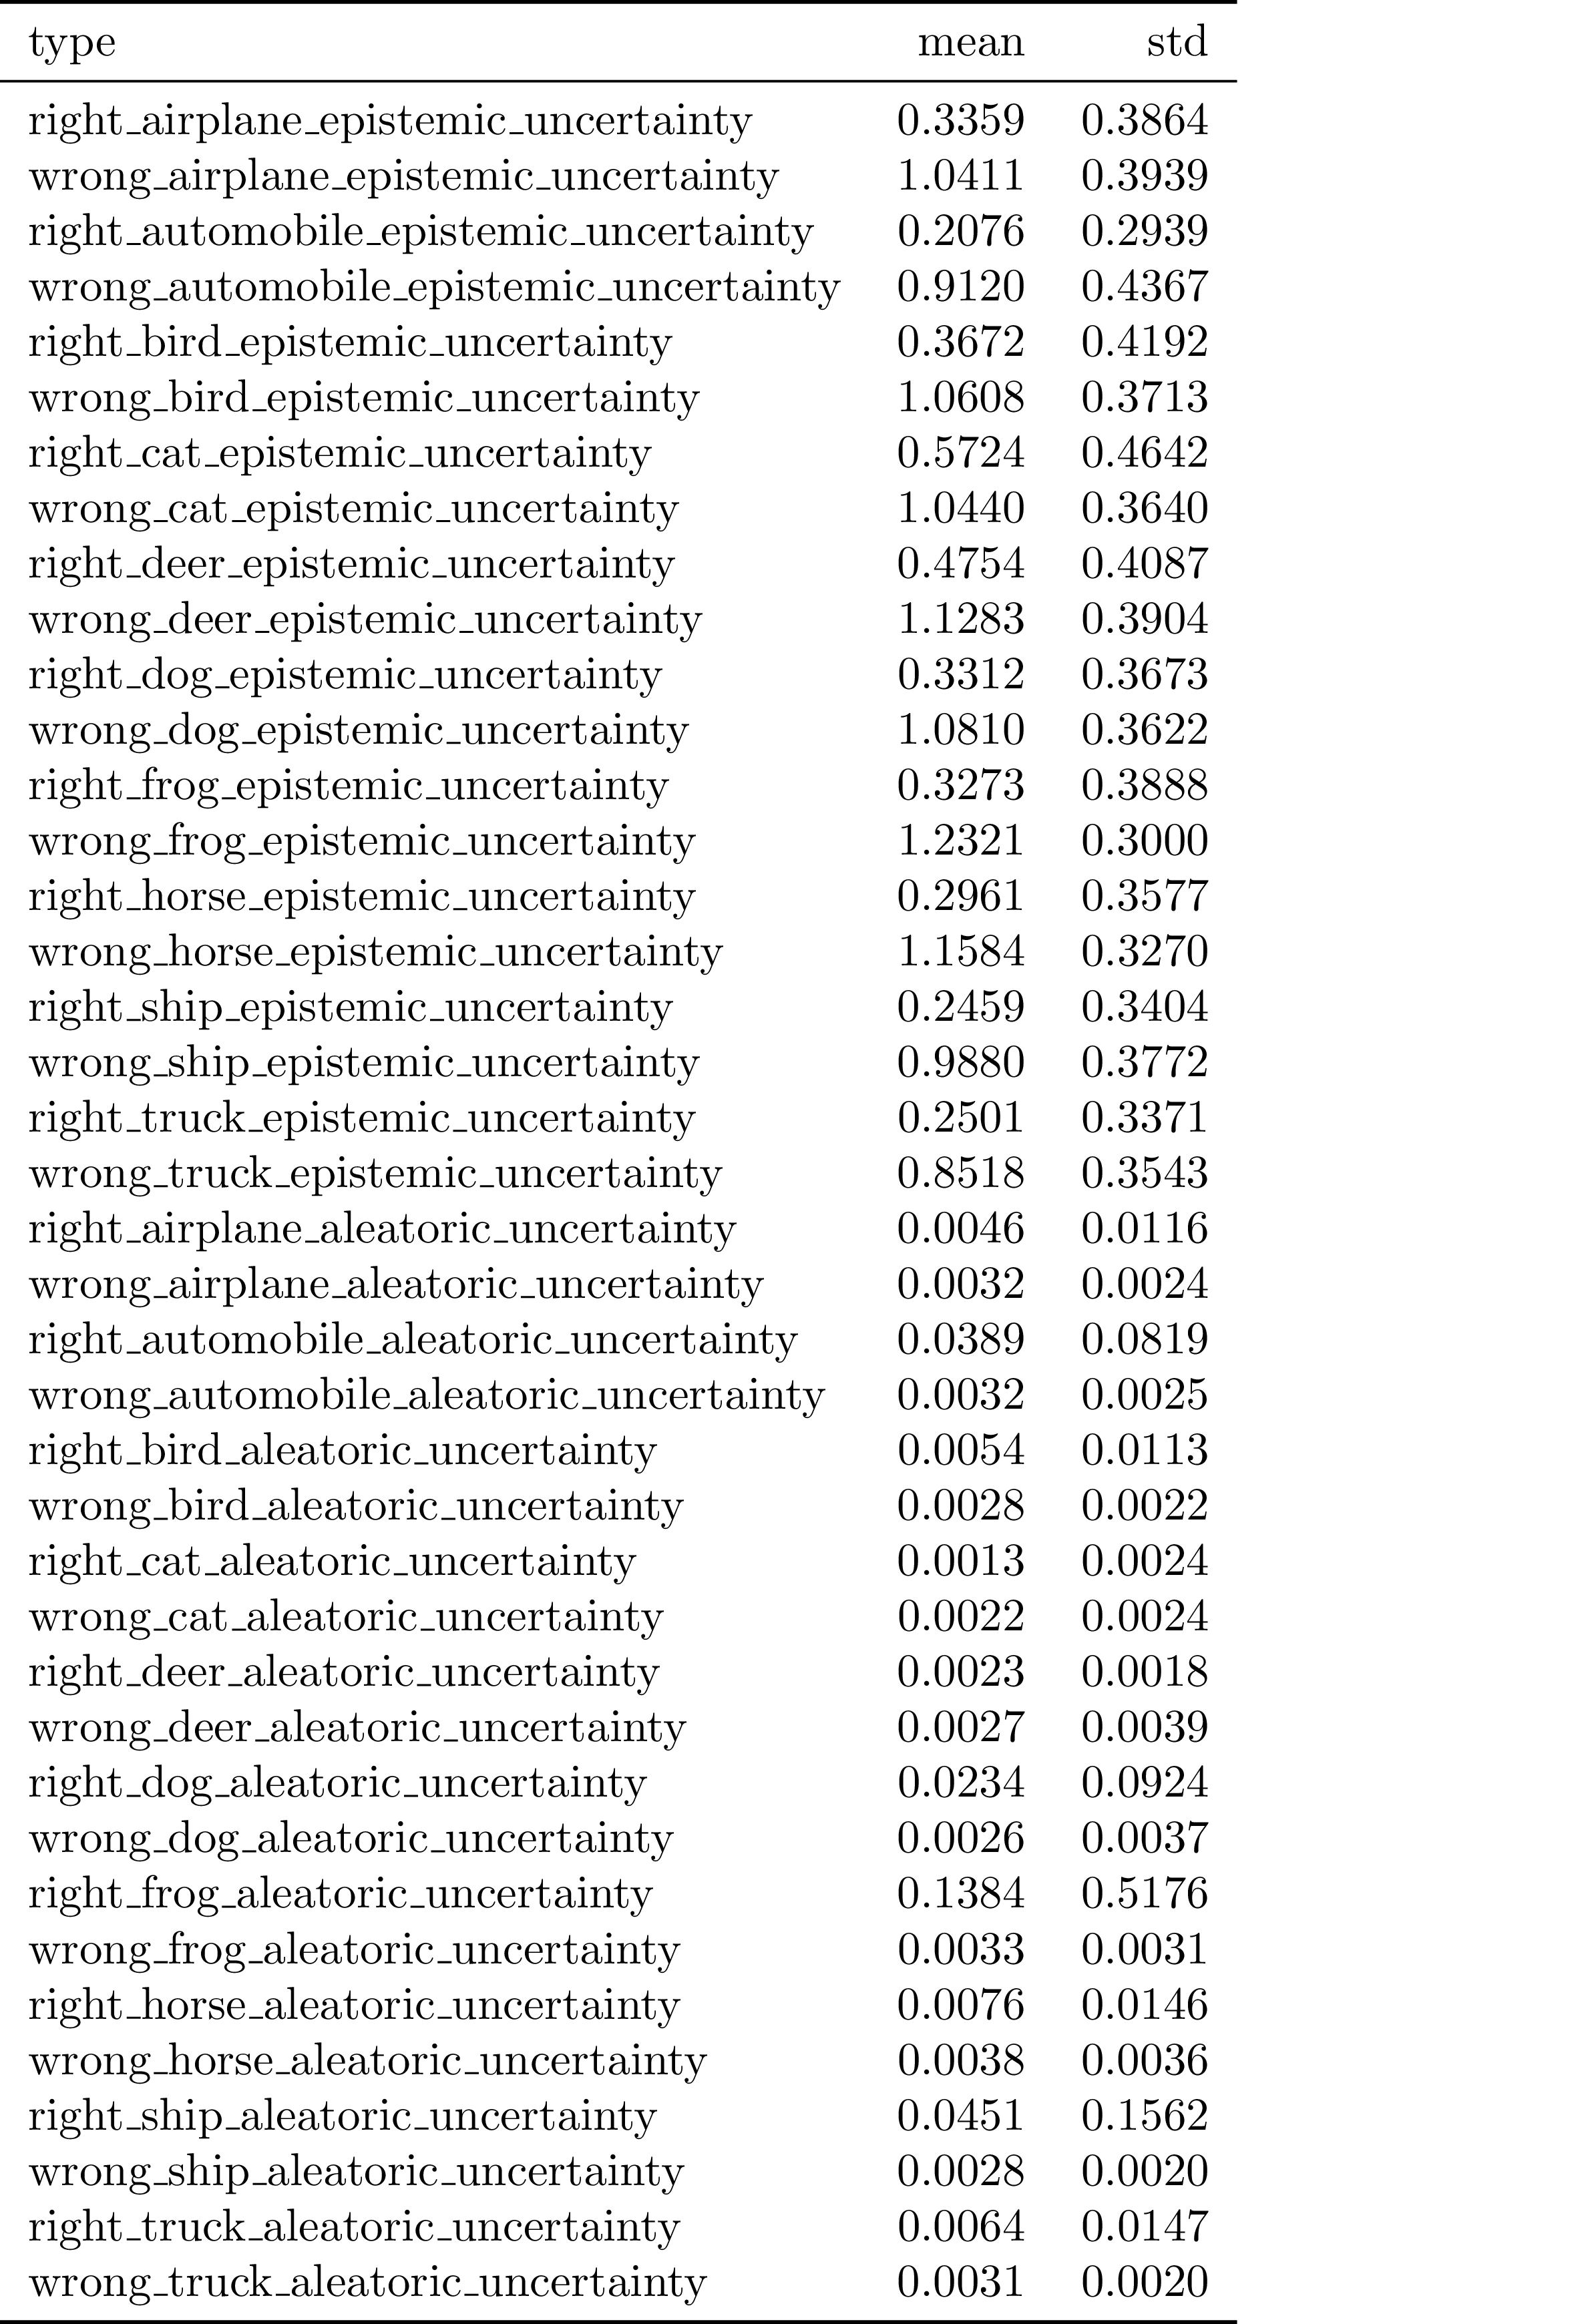 type mean std
right_airplane_epistemic_uncertainty 0.3359 0.3864
wrong_airplane_epistemic_uncertainty 1.0411 0.3939
right_automobile_epistemic_uncertainty 0.2076 0.2939
wrong_automobile_epistemic_uncertainty 0.9120 0.4367
right_bird_epistemic_uncertainty 0.3672 0.4192
wrong_bird_epistemic_uncertainty 1.0608 0.3713
right_cat_epistemic_uncertainty 0.5724 0.4642
wrong_cat_epistemic_uncertainty 1.0440 0.3640
right_deer_epistemic_uncertainty 0.4754 0.4087
wrong_deer_epistemic_uncertainty 1.1283 0.3904
right_dog_epistemic_uncertainty 0.3312 0.3673
wrong_dog_epistemic_uncertainty 1.0810 0.3622
right_frog_epistemic_uncertainty 0.3273 0.3888
wrong_frog_epistemic_uncertainty 1.2321 0.3000
right_horse_epistemic_uncertainty 0.2961 0.3577
wrong_horse_epistemic_uncertainty 1.1584 0.3270
right_ship_epistemic_uncertainty 0.2459 0.3404
wrong_ship_epistemic_uncertainty 0.9880 0.3772
right_truck_epistemic_uncertainty 0.2501 0.3371
wrong_truck_epistemic_uncertainty 0.8518 0.3543
right_airplane_aleatoric_uncertainty 0.0046 0.0116
wrong_airplane_aleatoric_uncertainty 0.0032 0.0024
right_automobile_aleatoric_uncertainty 0.0389 0.0819
wrong_automobile_aleatoric_uncertainty 0.0032 0.0025
right_bird_aleatoric_uncertainty 0.0054 0.0113
wrong_bird_aleatoric_uncertainty 0.0028 0.0022
right_cat_aleatoric_uncertainty 0.0013 0.0024
wrong_cat_aleatoric_uncertainty 0.0022 0.0024
right_deer_aleatoric_uncertainty 0.0023 0.0018
wrong_deer_aleatoric_uncertainty 0.0027 0.0039
right_dog_aleatoric_uncertainty 0.0234 0.0924
wrong_dog_aleatoric_uncertainty 0.0026 0.0037
right_frog_aleatoric_uncertainty 0.1384 0.5176
wrong_frog_aleatoric_uncertainty 0.0033 0.0031
right_horse_aleatoric_uncertainty 0.0076 0.0146
wrong_horse_aleatoric_uncertainty 0.0038 0.0036
right_ship_aleatoric_uncertainty 0.0451 0.1562
wrong_ship_aleatoric_uncertainty 0.0028 0.0020
right_truck_aleatoric_uncertainty 0.0064 0.0147
wrong_truck_aleatoric_uncertainty 0.0031 0.0020